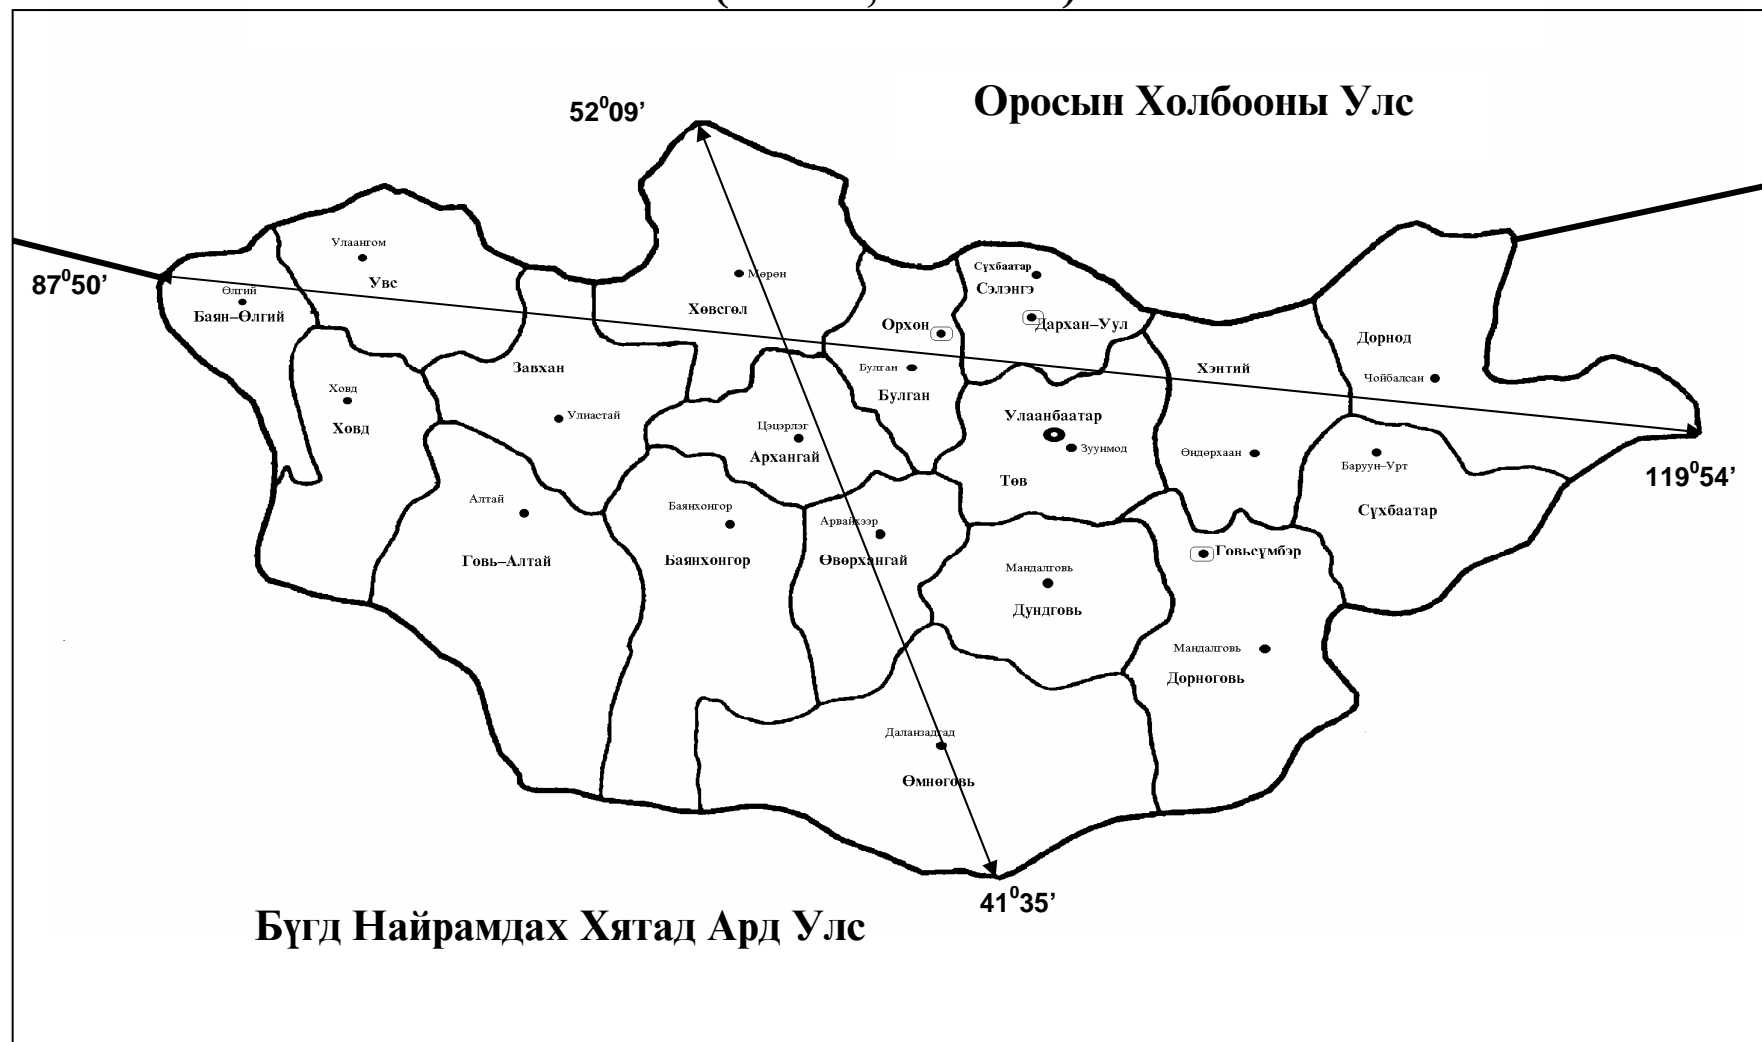 Оросын Холбооны Улс
52⁰09’
87⁰50’
119⁰54’
41⁰35’
Улаангом
Увс
Өлгий
Баян–Өлгий
Ховд
Ховд
Завхан
Улиастай
Мөрөн
Хөвсгөл
Орхон
Булган
Булган
Сүхбаатар
Сэлэнгэ
Дархан–Уул
Хэнтий
Өндөрхаан
Дорнод
Чойбалсан
Баруун–Урт
Сүхбаатар
Улаанбаатар
Зуунмод
Төв
Цэцэрлэг
Архангай
Алтай
Говь–Алтай
Баянхонгор
Баянхонгор
Арвайхээр
Өвөрхангай
Мандалговь
Дундговь
Говьсүмбэр
Мандалговь
Дорноговь
Даланзадгад
Өмнөговь
Бүгд Найрамдах Хятад Ард Улс